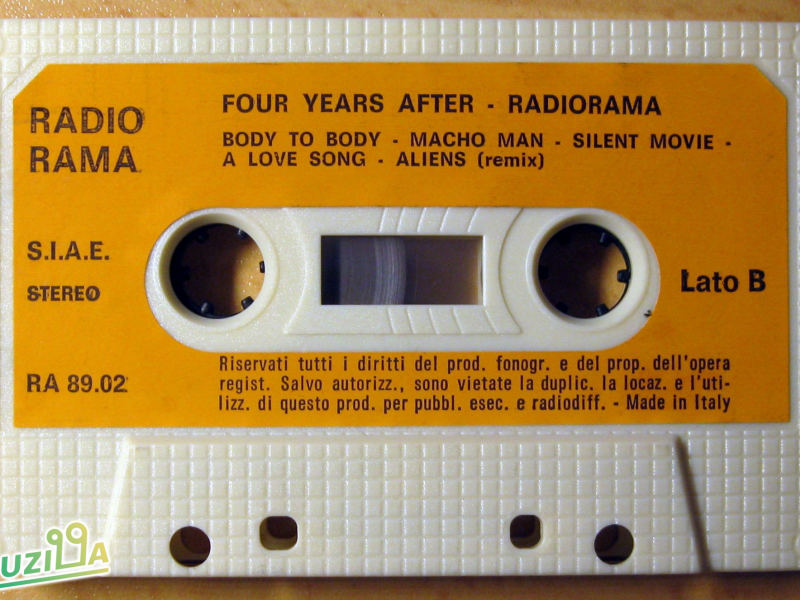 RADIO
RAMA
FOUR YEARS AFTER - RADIORAMA
BODY TO BODY - MACHO MAN - SILENT MOVIE -
A LOVE SONG - ALIENS (remix)
S.I.A.E.
STEREO
Lato B
RA 89.02
Riservati tutti i diritti del prod. fonogr. e del prop. dell'opera
regist. Salvo autorizz., sono vietate la duplic. la locaz. e l'uti-
lizz. di questo prod. per pubbl. esec. e radiodiff. - Made in Italy